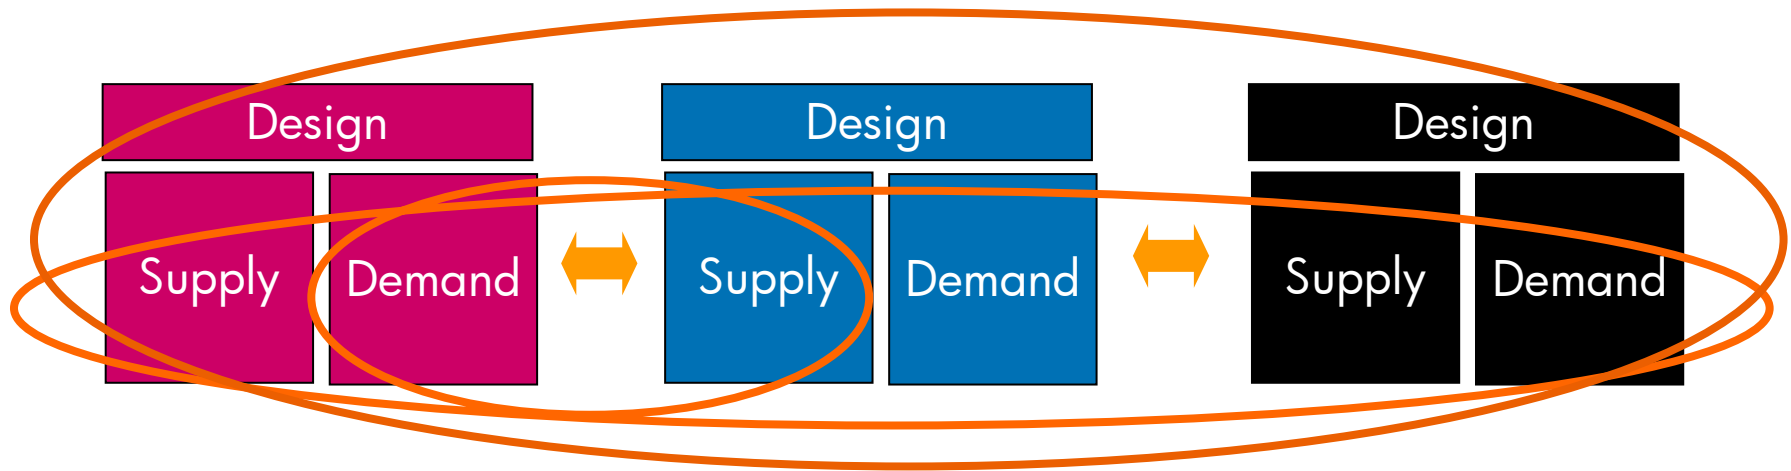 Design
Supply
Demand
Design
Supply
Demand
Design
Supply
Demand